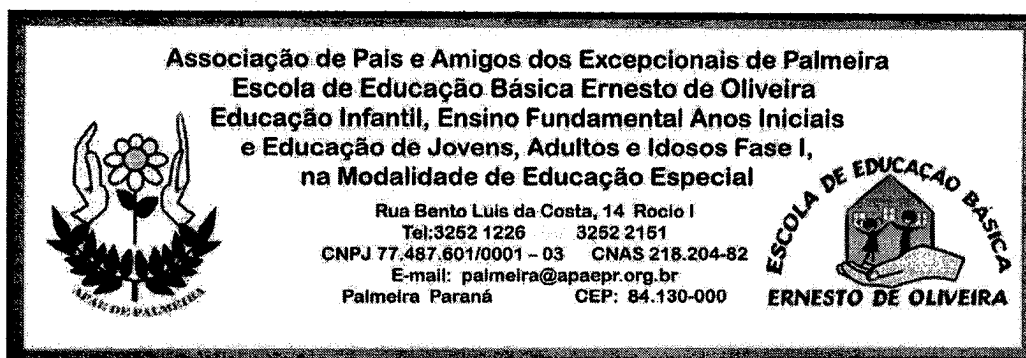 Associação de Pais e Amigos dos Excepcionais de Palmeira
Escola de Educação Básica Ernesto de Oliveira
Educação Infantil, Ensino Fundamental Anos Iniciais
e Educação de Jovens, Adultos e Idosos Fase I,
na Modalidade de Educação Especial
Rua Bento Luis da Costa, 14 Rocio I
Tel:3252 1226 3252 2151
CNPJ 77.487.601/0001 – 03 CNAS 218.204-82
E-mail: palmeira@apaepr.org.br
Palmeira Paraná CEP: 84.130-000
APAE DE PALMEIRA
ESCOLA DE EDUCAÇÃO BÁSICA
ERNESTO DE OLIVEIRA